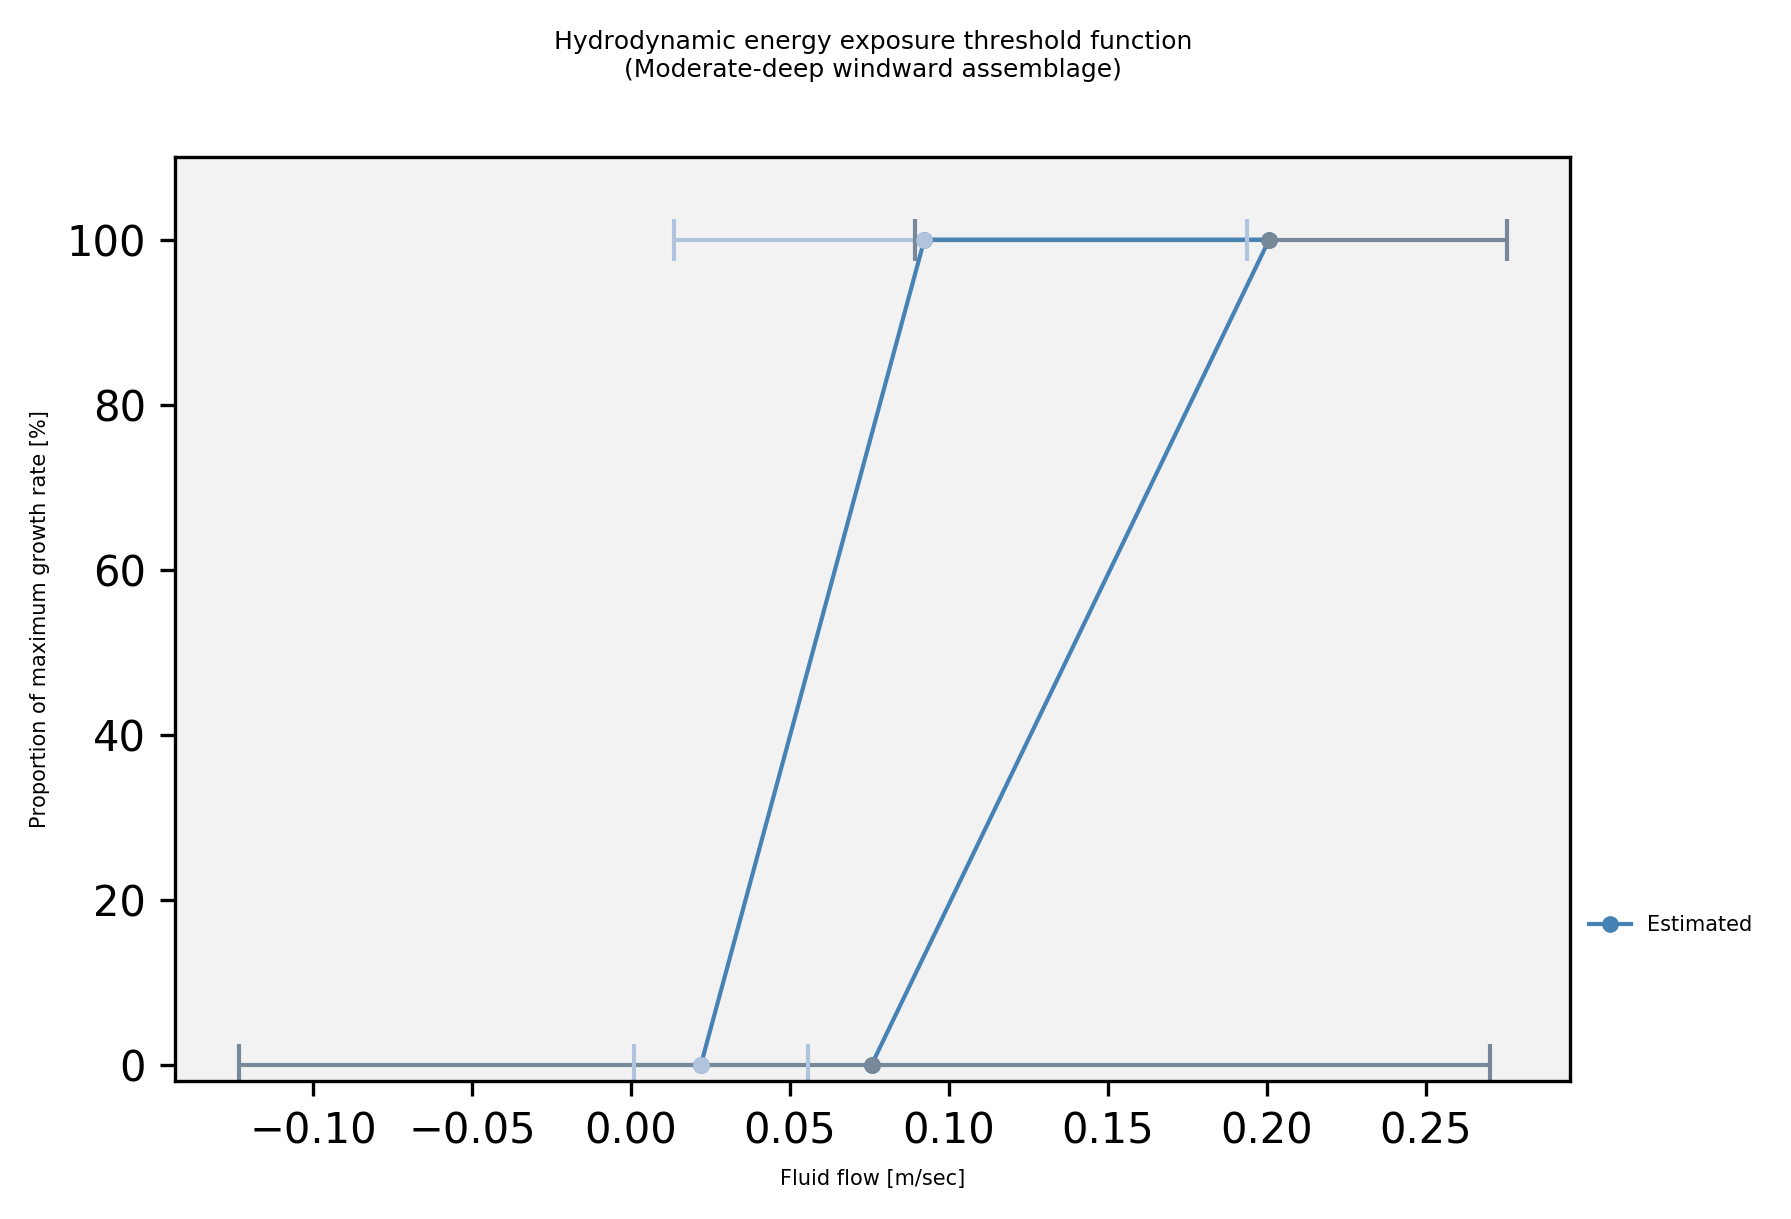 Hydrodynamic energy exposure threshold function
(Moderate-deep windward assemblage)
100
80
60
40
20
0
Proportion of maximum growth rate [%]
Estimated
−0.10 −0.05 0.00 0.05 0.10 0.15 0.20 0.25
Fluid flow [m/sec]